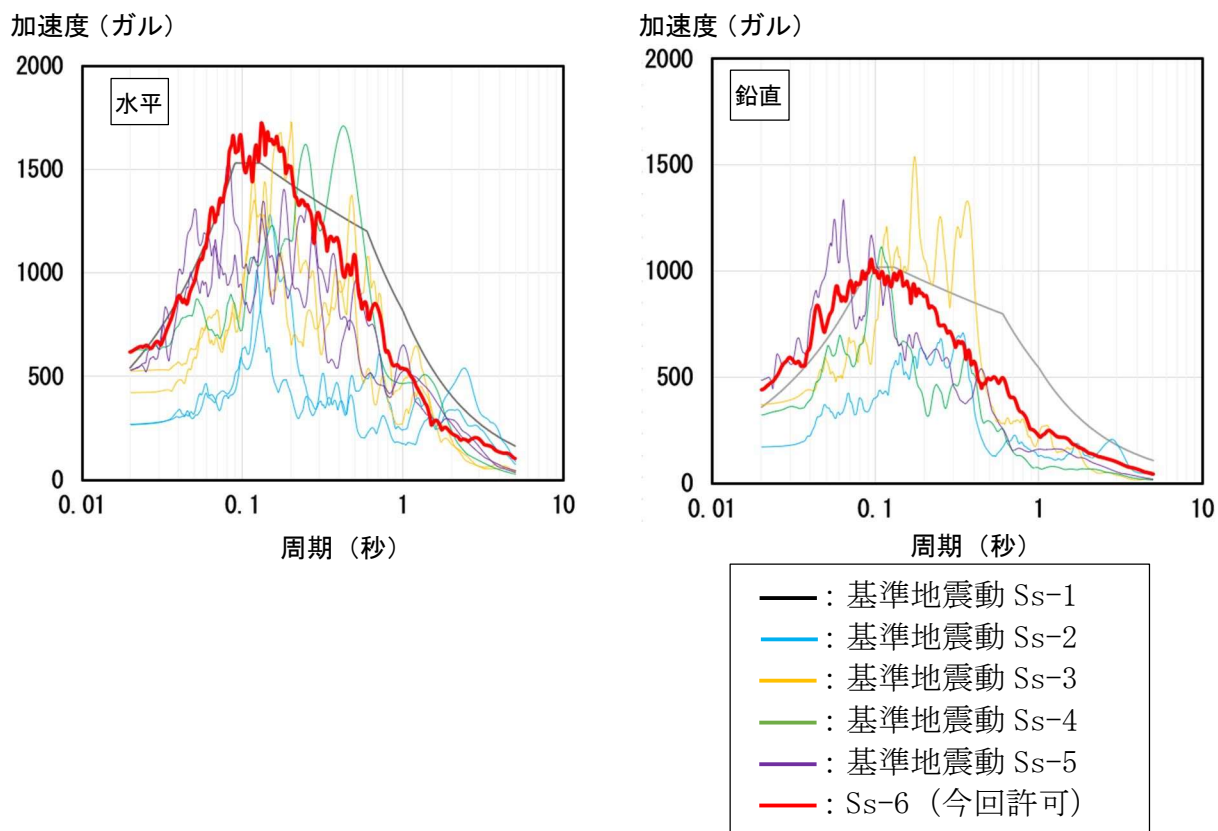 加速度（ガル）
2000
1500
1000
500
0
水平
0.01
0.1
1
10
周期（秒）
加速度（ガル）
2000
1500
1000
500
0
鉛直
0.01
0.1
1
10
周期（秒）
：基準地震動 Ss-1
：基準地震動 Ss-2
：基準地震動 Ss-3
：基準地震動 Ss-4
：基準地震動 Ss-5
：Ss-6（今回許可）